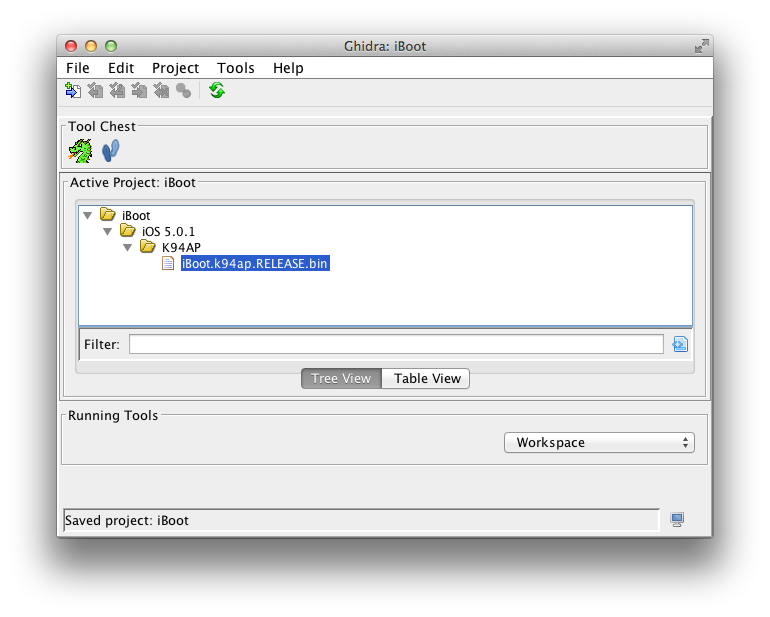 Ghidra: iBoot
File Edit Project Tools Help
Tool Chest
Active Project: iBoot
iBoot
iOS 5.0.1
K94AP
iBoot.k94ap.RELEASE.bin
Filter:
Tree View Table View
Running Tools
Workspace
Saved project: iBoot